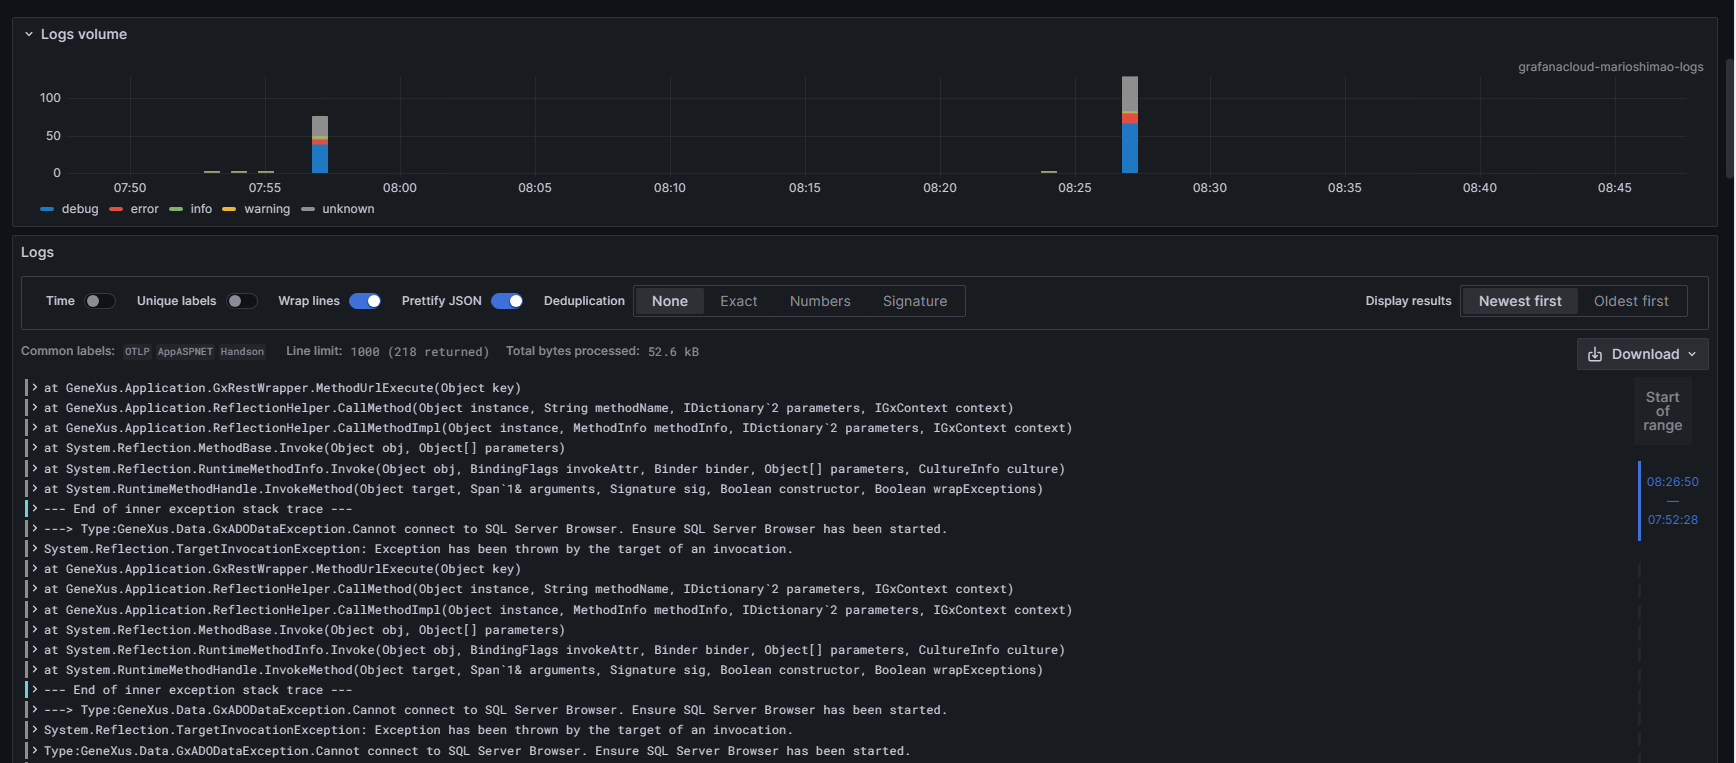 Logs volume
grafanacloud-marioshimao-logs
100
50
0
07:50 07:55 08:00 08:05 08:10 08:15 08:20 08:25 08:30 08:35 08:40 08:45
debug error info warning unknown
Logs
Time Unique labels Wrap lines Prettify JSON Deduplication None Exact Numbers Signature Display results Newest first Oldest first
Common labels: OTLP AppASPNET Handson Line limit: 1000 (218 returned) Total bytes processed: 52.6 kB Download
> at GeneXus.Application.GxRestWrapper.MethodUrlExecute(Object key)
> at GeneXus.Application.ReflectionHelper.CallMethod(Object instance, String methodName, IDictionary`2 parameters, IGxContext context)
> at GeneXus.Application.ReflectionHelper.CallMethodImpl(Object instance, MethodInfo methodInfo, IDictionary`2 parameters, IGxContext context)
> at System.Reflection.MethodBase.Invoke(Object obj, Object[] parameters)
> at System.Reflection.RuntimeMethodInfo.Invoke(Object obj, BindingFlags invokeAttr, Binder binder, Object[] parameters, CultureInfo culture)
> at System.RuntimeMethodHandle.InvokeMethod(Object target, Span`1& arguments, Signature sig, Boolean constructor, Boolean wrapExceptions)
> --- End of inner exception stack trace ---
> ---> Type:GeneXus.Data.GxADODataException.Cannot connect to SQL Server Browser. Ensure SQL Server Browser has been started.
> System.Reflection.TargetInvocationException: Exception has been thrown by the target of an invocation.
> at GeneXus.Application.GxRestWrapper.MethodUrlExecute(Object key)
> at GeneXus.Application.ReflectionHelper.CallMethod(Object instance, String methodName, IDictionary`2 parameters, IGxContext context)
> at GeneXus.Application.ReflectionHelper.CallMethodImpl(Object instance, MethodInfo methodInfo, IDictionary`2 parameters, IGxContext context)
> at System.Reflection.MethodBase.Invoke(Object obj, Object[] parameters)
> at System.Reflection.RuntimeMethodInfo.Invoke(Object obj, BindingFlags invokeAttr, Binder binder, Object[] parameters, CultureInfo culture)
> at System.RuntimeMethodHandle.InvokeMethod(Object target, Span`1& arguments, Signature sig, Boolean constructor, Boolean wrapExceptions)
> --- End of inner exception stack trace ---
> ---> Type:GeneXus.Data.GxADODataException.Cannot connect to SQL Server Browser. Ensure SQL Server Browser has been started.
> System.Reflection.TargetInvocationException: Exception has been thrown by the target of an invocation.
> Type:GeneXus.Data.GxADODataException.Cannot connect to SQL Server Browser. Ensure SQL Server Browser has been started.
Start
of
range
08:26:50
—
07:52:28